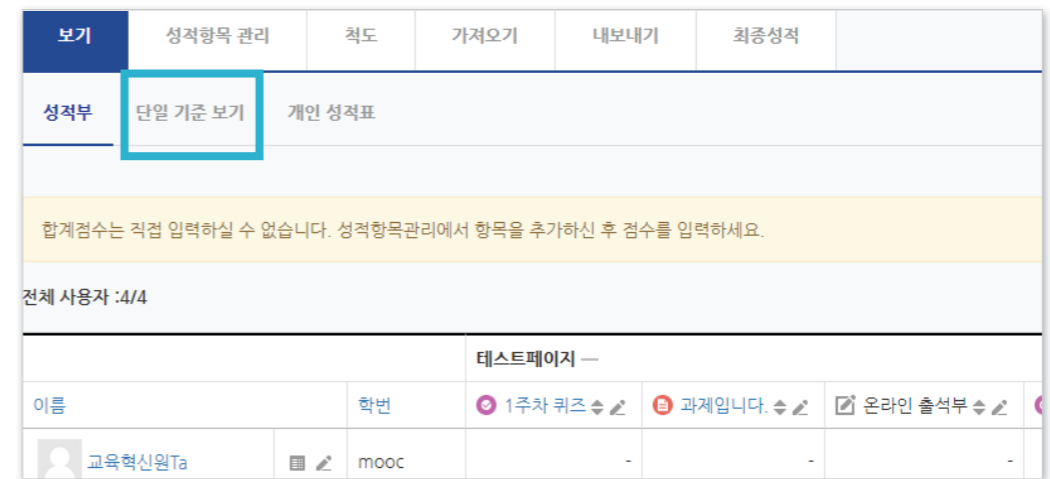 보기 성적항목 관리 척도 가져오기 내보내기 최종성적
성적부 단일 기준 보기 개인 성적표
합계점수는 직접 입력하실 수 없습니다. 성적항목관리에서 항목을 추가하신 후 점수를 입력하세요.
전체 사용자 :4/4
테스트페이지 —
이름 학번 1주차 퀴즈 과제입니다. 온라인 출석부
교육혁신원Ta mooc - - -